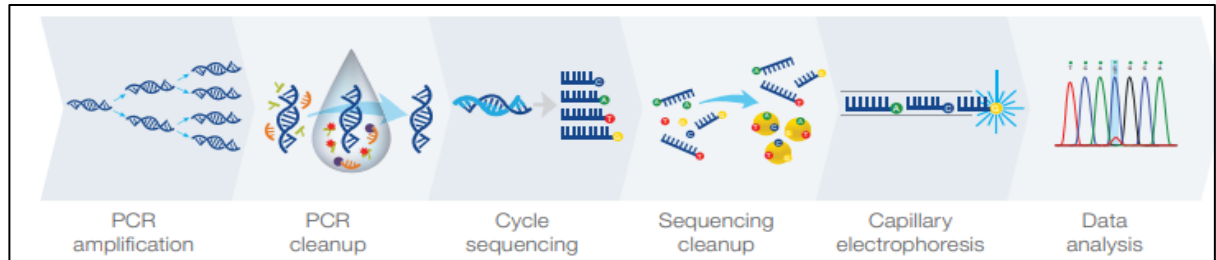 PCR
amplification
PCR
cleanup
Cycle
sequencing
Sequencing
cleanup
Capillary
electrophoresis
Data
analysis
C
A
T
A
T
C
A
C
T
A
C